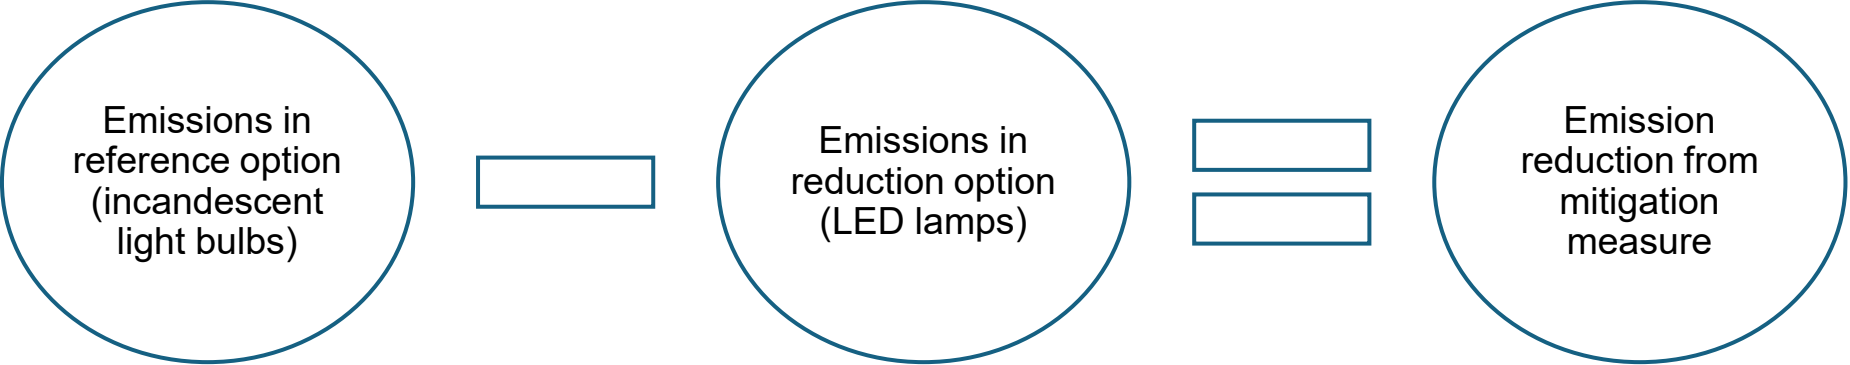 Emissions in
reference option
(incandescent
light bulbs)
Emissions in
reduction option
(LED lamps)
Emission
reduction from
mitigation
measure